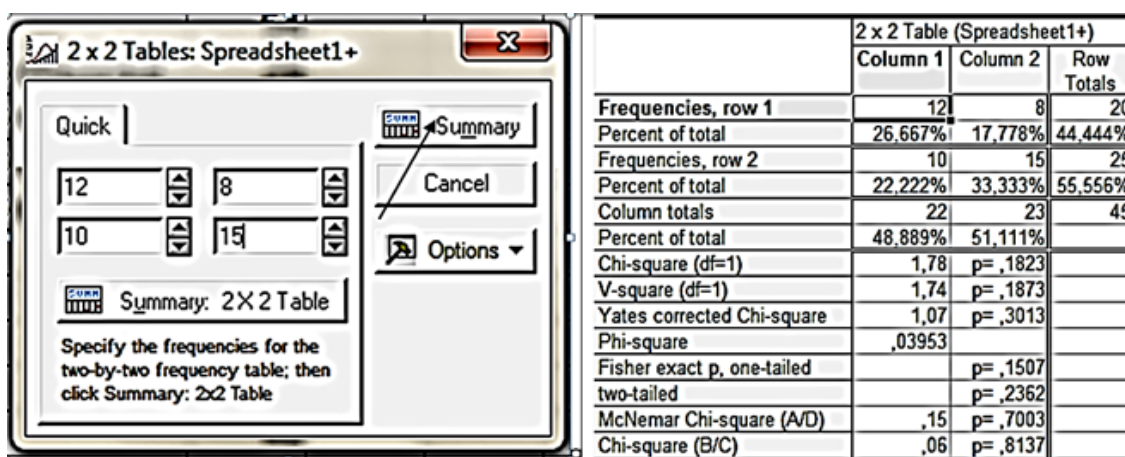 2 x 2 Tables: Spreadsheet1+
Quick
12 8
10 15
Summary: 2X2 Table
Specify the frequencies for the
two-by-two frequency table; then
click Summary: 2x2 Table
Summary
Cancel
Options
2 x 2 Table (Spreadsheet1+)
Column 1 Column 2 Row
Totals
Frequencies, row 1 12 8 20
Percent of total 26,667% 17,778% 44,444%
Frequencies, row 2 10 15 25
Percent of total 22,222% 33,333% 55,556%
Column totals 22 23 45
Percent of total 48,889% 51,111%
Chi-square (df=1) 1,78 p= ,1823
V-square (df=1) 1,74 p= ,1873
Yates corrected Chi-square 1,07 p= ,3013
Phi-square ,03953
Fisher exact p, one-tailed p= ,1507
two-tailed p= ,2362
McNemar Chi-square (A/D) ,15 p= ,7003
Chi-square (B/C) ,06 p= ,8137